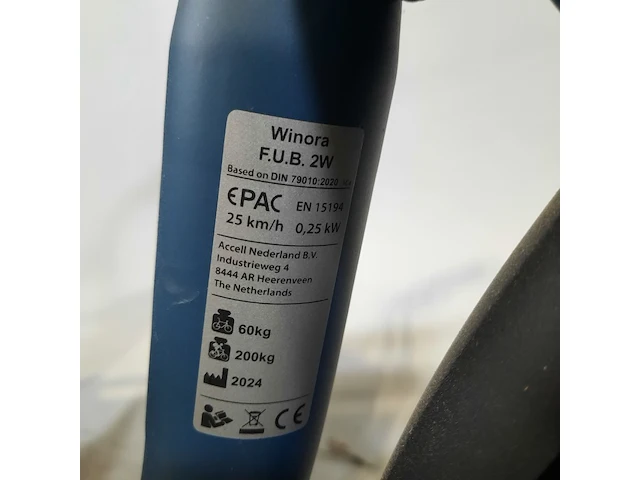 Winora
F.U.B. 2W
Based on DIN 79010:2020
EPAC EN 15194
25 km/h 0,25 kW
Accell Nederland B.V.
Industrieweg 4
8444 AR Heerenveen
The Netherlands
60kg
200kg
2024
CE